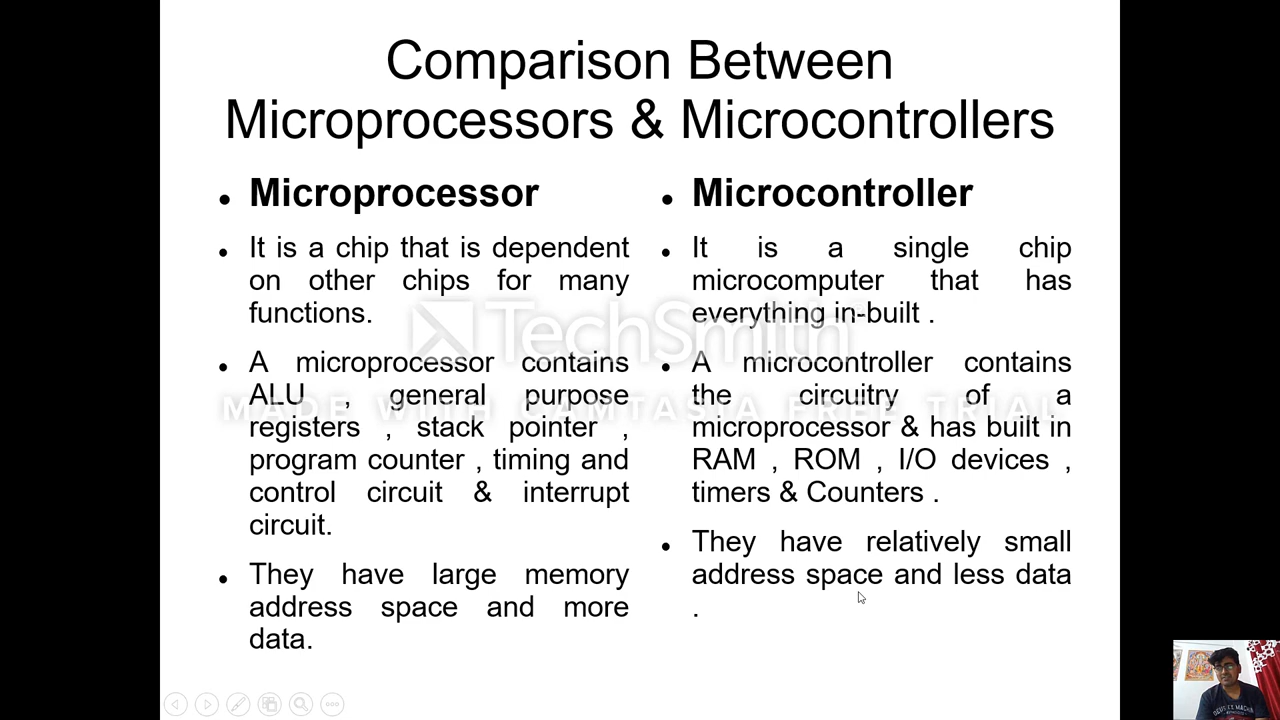 Comparison Between
Microprocessors & Microcontrollers
• Microprocessor
• It is a chip that is dependent
on other chips for many
functions.
• A microprocessor contains
ALU , general purpose
registers , stack pointer ,
program counter , timing and
control circuit & interrupt
circuit.
• They have large memory
address space and more
data.
• Microcontroller
• It is a single chip
microcomputer that has
everything in-built .
• A microcontroller contains
the circuitry of a
microprocessor & has built in
RAM , ROM , I/O devices ,
timers & Counters .
• They have relatively small
address space and less data
.
TechSmith
MADE WITH CAMTASIA FREE TRIAL